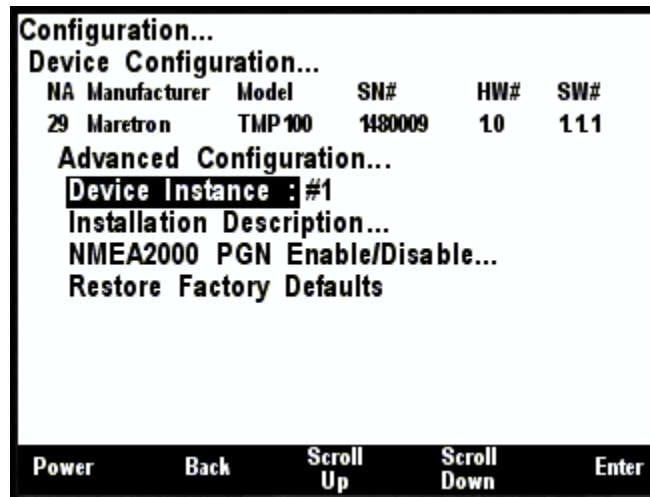 Configuration...
Device Configuration...
NA Manufacturer Model SN# HW# SW#
29 Maretron TMP100 1480009 1.0 1.1.1
Advanced Configuration...
Device Instance : #1
Installation Description...
NMEA2000 PGN Enable/Disable...
Restore Factory Defaults
Power Back Scroll Up Scroll Down Enter